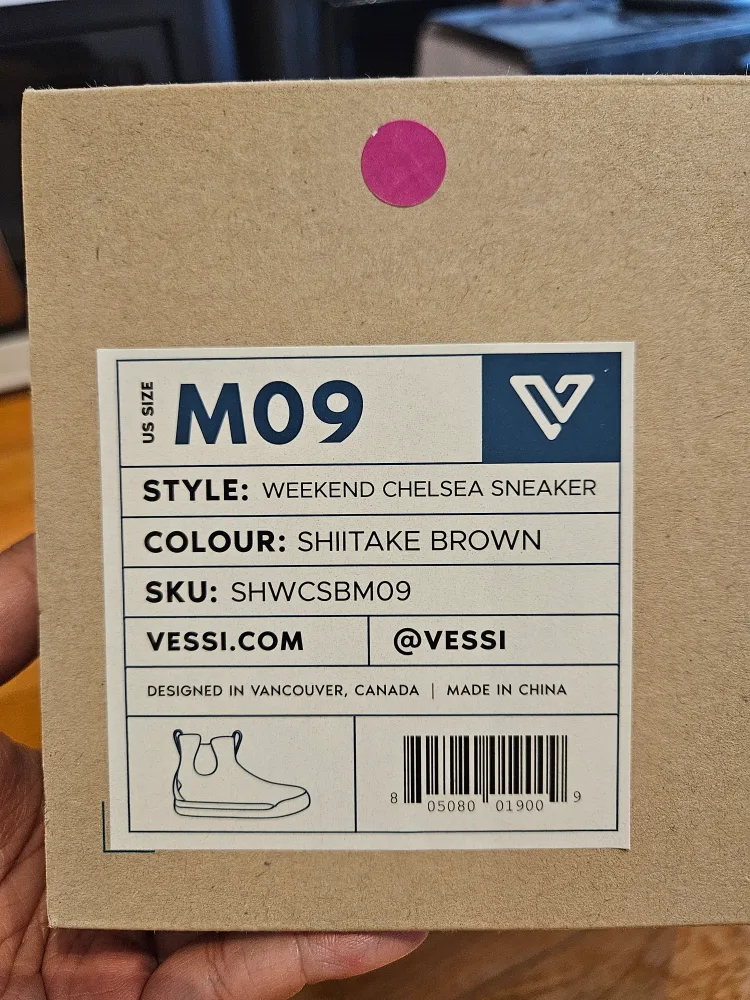 US SIZE
M09
STYLE: WEEKEND CHELSEA SNEAKER
COLOUR: SHIITAKE BROWN
SKU: SHWCSBM09
VESSI.COM
@VESSI
DESIGNED IN VANCOUVER, CANADA | MADE IN CHINA
8 05080 01900 9